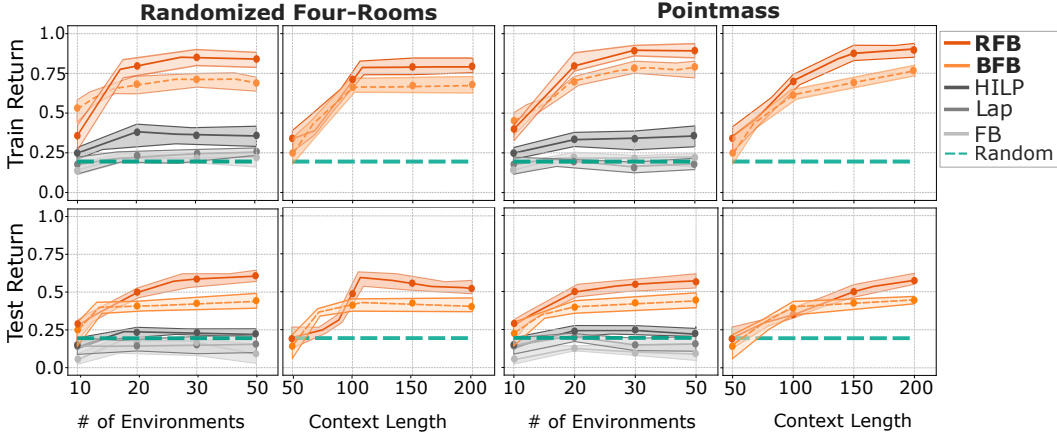 Randomized Four-Rooms
Pointmass
Train Return
1.0
0.75
0.5
0.25
0.0
RFB
BFB
HILP
Lap
FB
Random
Test Return
1.0
0.75
0.5
0.25
0.0
10 20 30 50
50 100 150 200
10 20 30 50
50 100 150 200
# of Environments
Context Length
# of Environments
Context Length